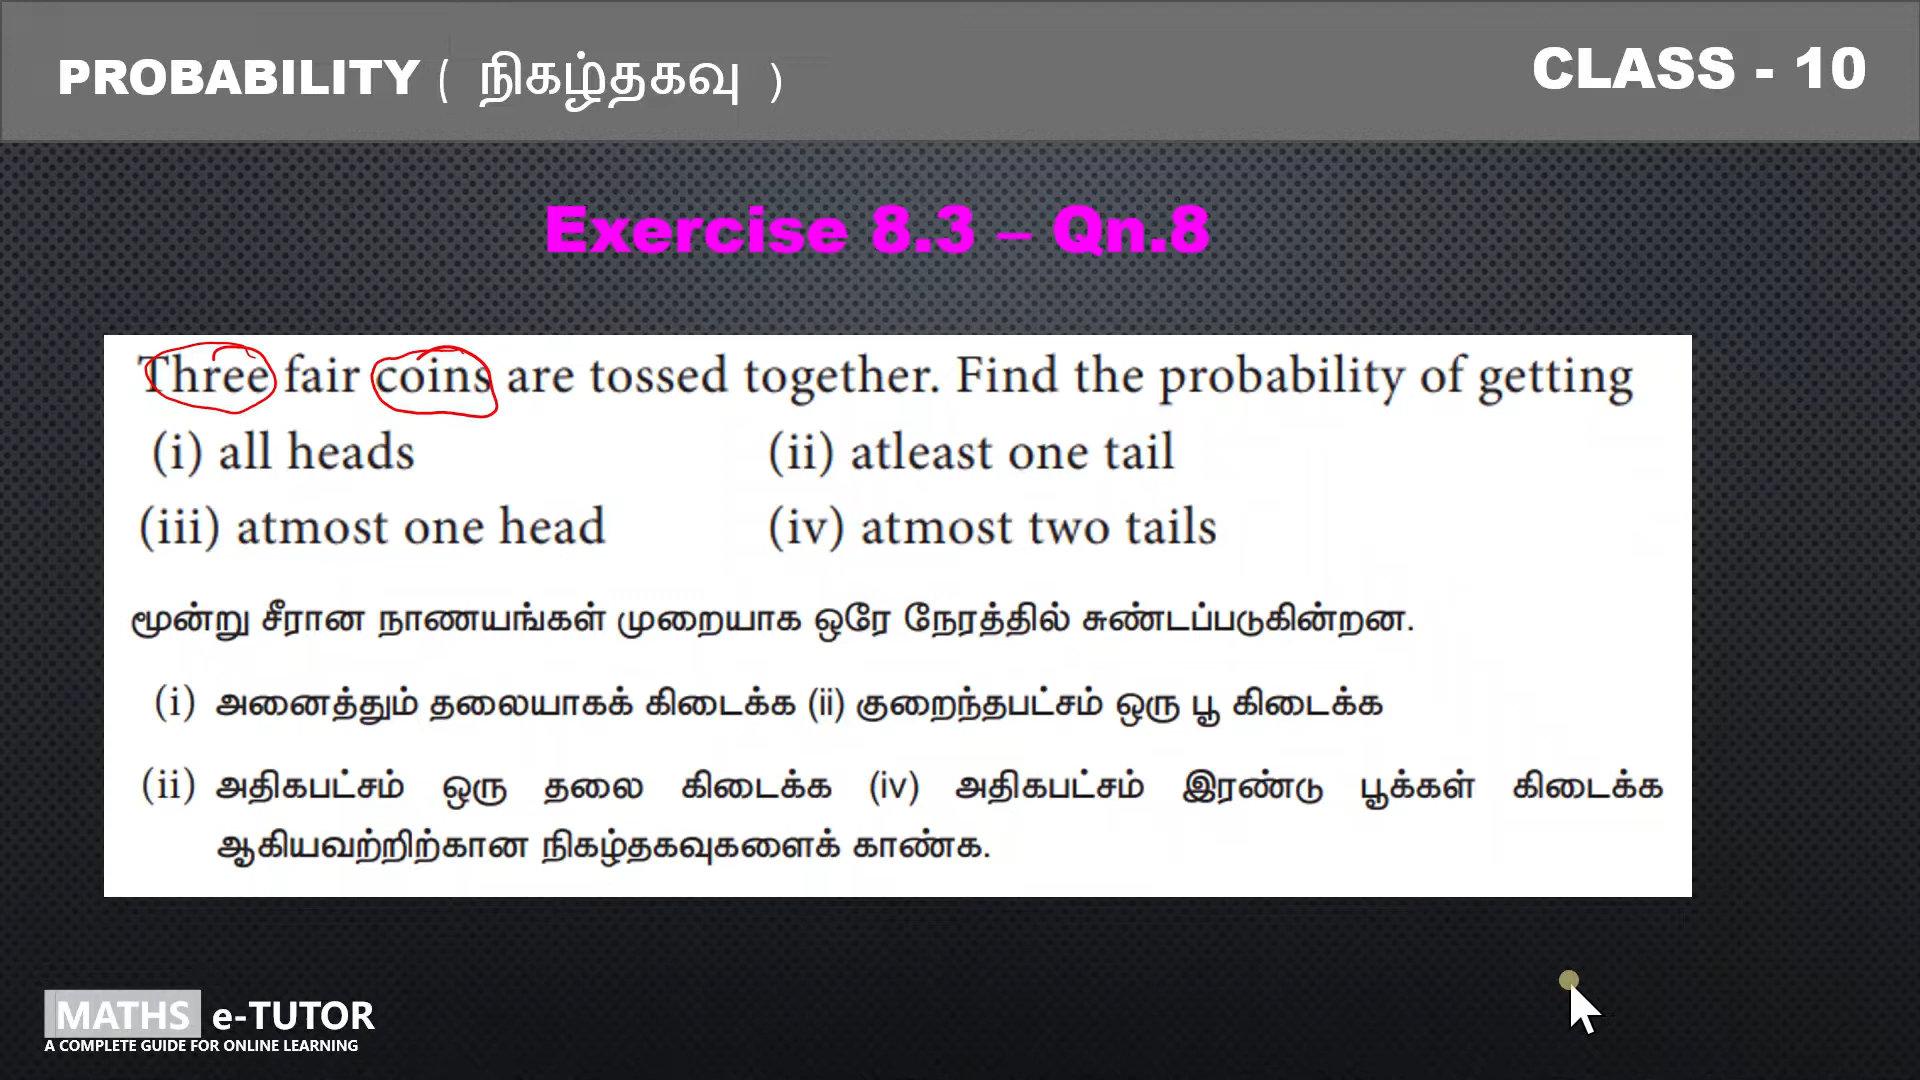 PROBABILITY ( நிகழ்தகவு )
CLASS - 10
Exercise 8.3 – Qn.8
Three fair coins are tossed together. Find the probability of getting
(i) all heads (ii) atleast one tail
(iii) atmost one head (iv) atmost two tails
மூன்று சீரான நாணயங்கள் முறையாக ஒரே நேரத்தில் சுண்டப்படுகின்றன.
(i) அனைத்தும் தலையாகக் கிடைக்க (ii) குறைந்தபட்சம் ஒரு பூ கிடைக்க
(ii) அதிகபட்சம் ஒரு தலை கிடைக்க (iv) அதிகபட்சம் இரண்டு பூக்கள் கிடைக்க
ஆகியவற்றிற்கான நிகழ்தகவுகளைக் காண்க.
MATHS e-TUTOR
A COMPLETE GUIDE FOR ONLINE LEARNING